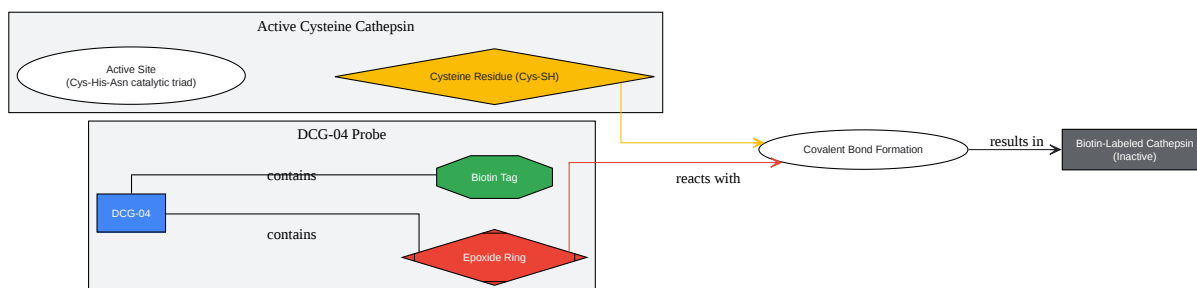 Active Cysteine Cathepsin
Active Site
(Cys-His-Asn catalytic triad)
Cysteine Residue (Cys-SH)
DCG-04 Probe
contains
Biotin Tag
DCG-04
contains
Epoxide Ring
reacts with
Covalent Bond Formation
results in
Biotin-Labeled Cathepsin
(Inactive)